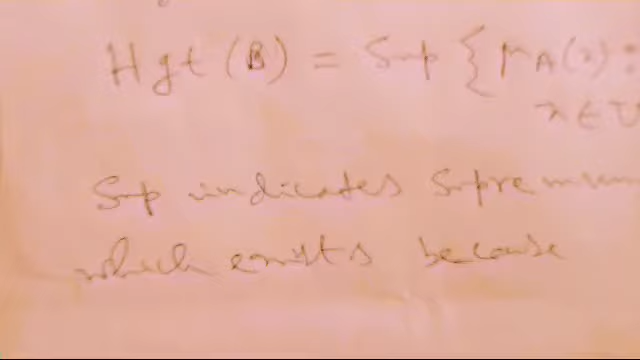 Hgt (B) = Sup { μA(x) :
x ∈ U
Sup indicates Supremum
which exists because